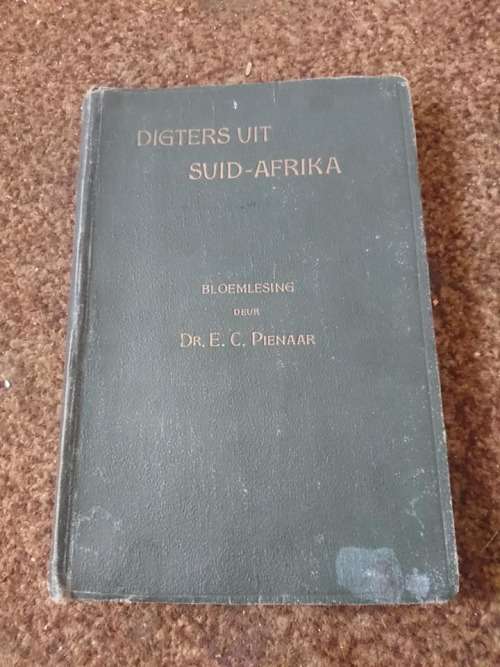 DIGTERS UIT
SUID-AFRIKA
BLOEMLESING
DEUR
DR. E. C. PIENAAR